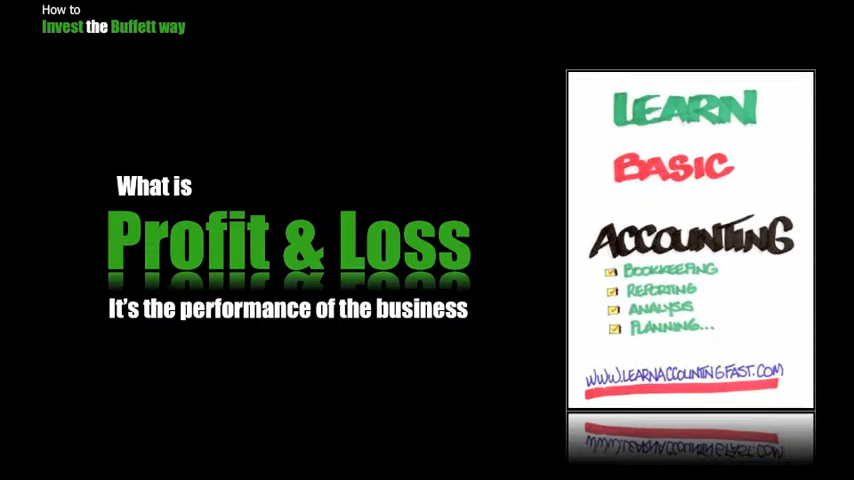 How to
Invest the Buffett way
What is
Profit & Loss
It's the performance of the business
LEARN
BASIC
ACCOUNTING
BOOKKEEPING
REPORTING
ANALYSIS
PLANNING...
WWW.LEARNACCOUNTINGFAST.COM